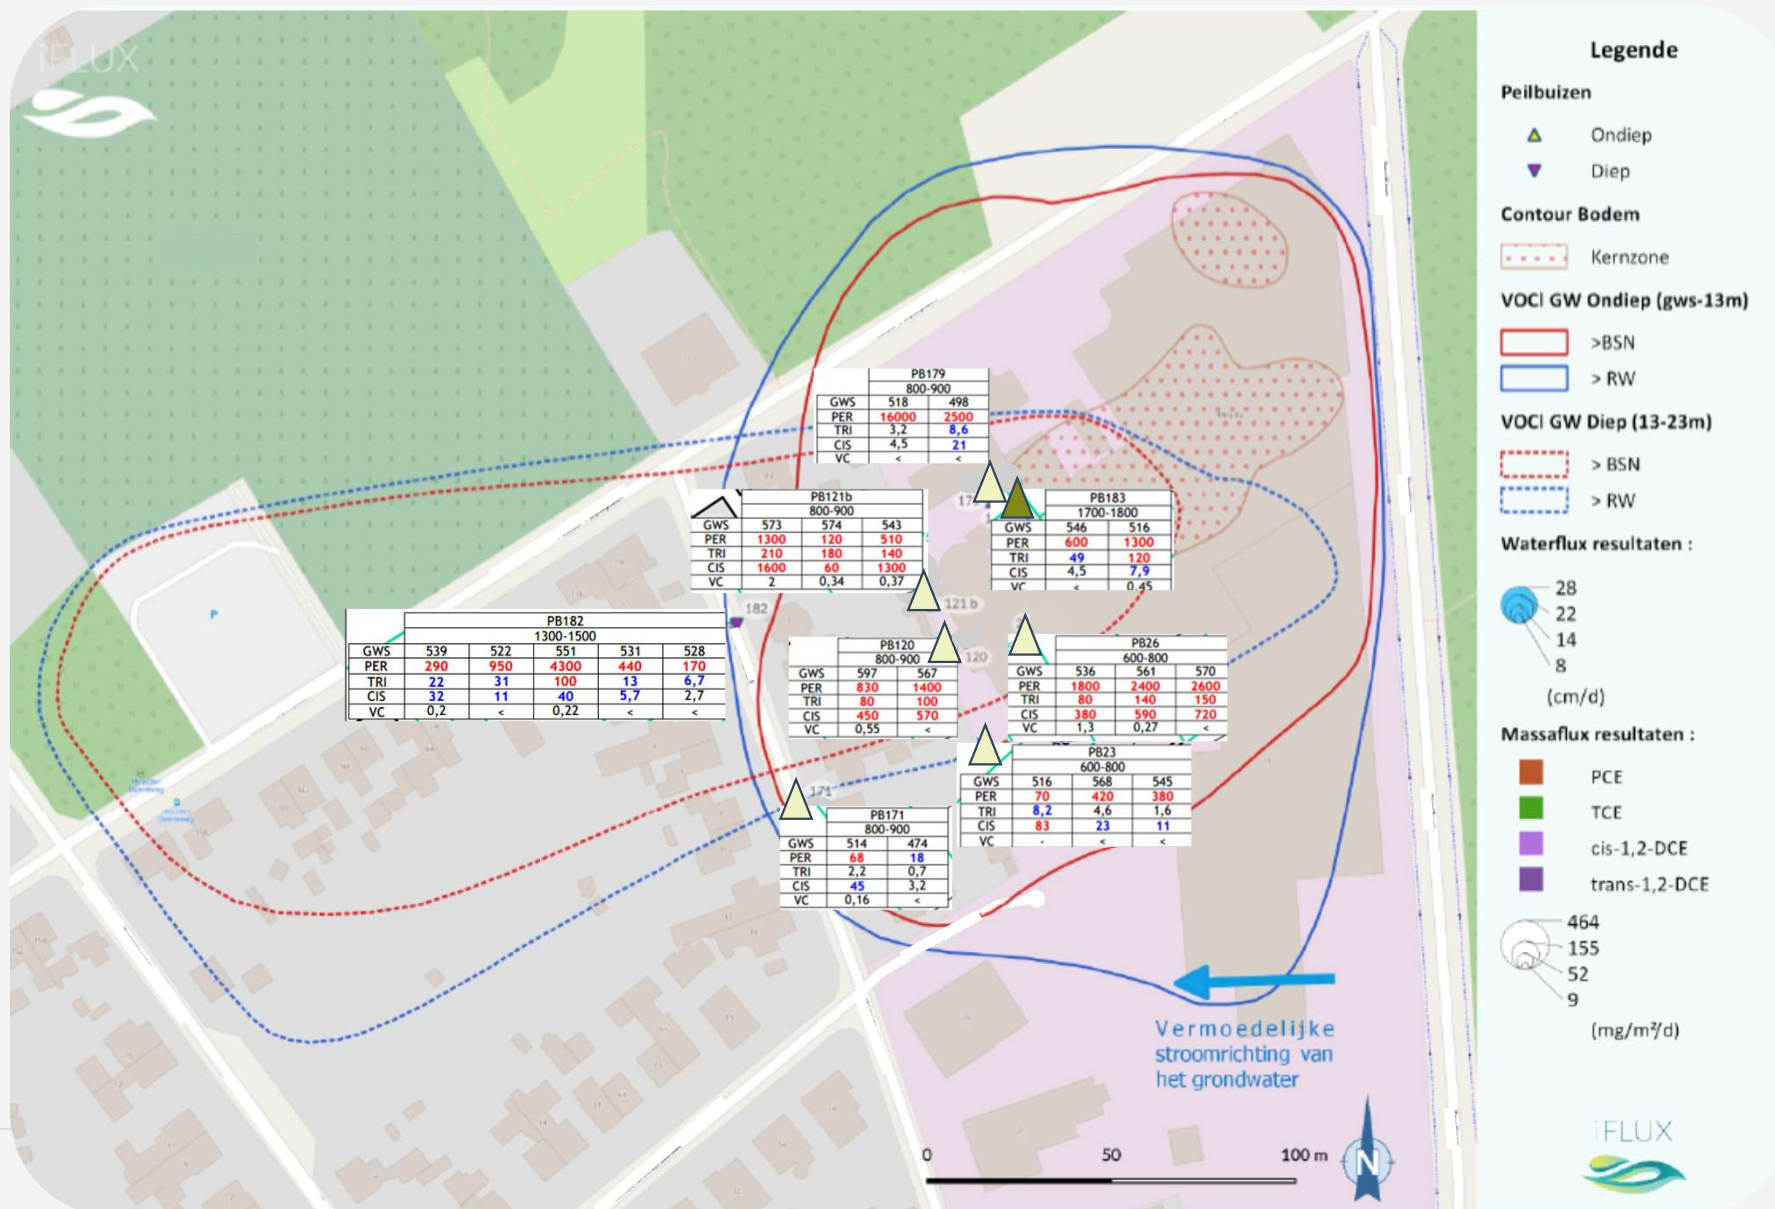 iFLUX
PB179
800-900
GWS 518 498
PER 16000 2500
TRI 3,2 8,6
CIS 4,5 21
VC < <
PB121b
800-900
GWS 573 574 543
PER 1300 120 510
TRI 210 180 140
CIS 1600 60 1300
VC 2 0,34 0,37
PB183
1700-1800
GWS 546 516
PER 600 1300
TRI 49 120
CIS 4,5 7,9
VC < 0,45
182
121b
PB182
1300-1500
GWS 539 522 551 531 528
PER 290 950 4300 440 170
TRI 22 31 100 13 6,7
CIS 32 11 40 5,7 2,7
VC 0,2 < 0,22 < <
PB120
800-900
GWS 597 567
PER 830 1400
TRI 80 100
CIS 450 570
VC 0,55 <
120
PB26
600-800
GWS 536 561 570
PER 1800 2400 2600
TRI 80 140 150
CIS 380 590 720
VC 1,3 0,27 <
PB23
600-800
GWS 516 568 545
PER 70 420 380
TRI 8,2 4,6 1,6
CIS 83 23 11
VC - < <
171
PB171
800-900
GWS 514 474
PER 68 18
TRI 2,2 0,7
CIS 45 3,2
VC 0,16 <
P
Vermoedelijke
stroomrichting van
het grondwater
0 50 100 m
N
Legende
Peilbuizen
Ondiep
Diep
Contour Bodem
Kernzone
VOCl GW Ondiep (gws-13m)
>BSN
> RW
VOCl GW Diep (13-23m)
> BSN
> RW
Waterflux resultaten :
28
22
14
8
(cm/d)
Massaflux resultaten :
PCE
TCE
cis-1,2-DCE
trans-1,2-DCE
464
155
52
9
(mg/m²/d)
iFLUX